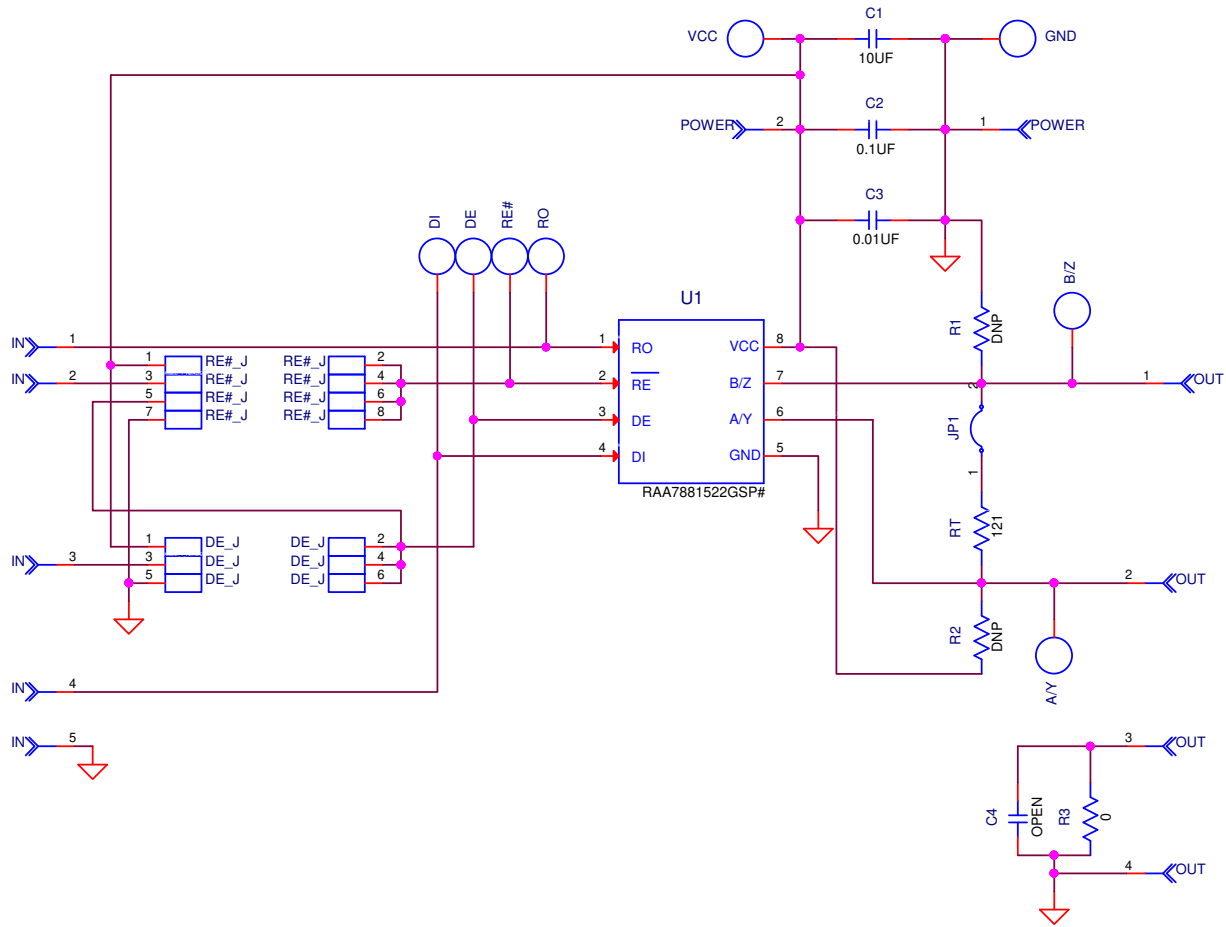 C1
VCC
GND
10UF
C2
POWER 2
1 POWER
0.1UF
C3
0.01UF
DI
DE
RE#
RO
B/Z
U1
R1
DNP
IN 1
1 RO
VCC 8
1 RE#_J
RE#_J 2
IN 2
3 RE#_J
RE#_J 4
2 RE
B/Z 7
2
1 OUT
5 RE#_J
RE#_J 6
7 RE#_J
RE#_J 8
3 DE
A/Y 6
JP1
4 DI
GND 5
1
RAA7881522GSP#
RT
121
1 DE_J
DE_J 2
IN 3
3 DE_J
DE_J 4
5 DE_J
DE_J 6
2 OUT
R2
DNP
A/Y
IN 4
IN 5
3 OUT
C4
OPEN
R3
0
4 OUT